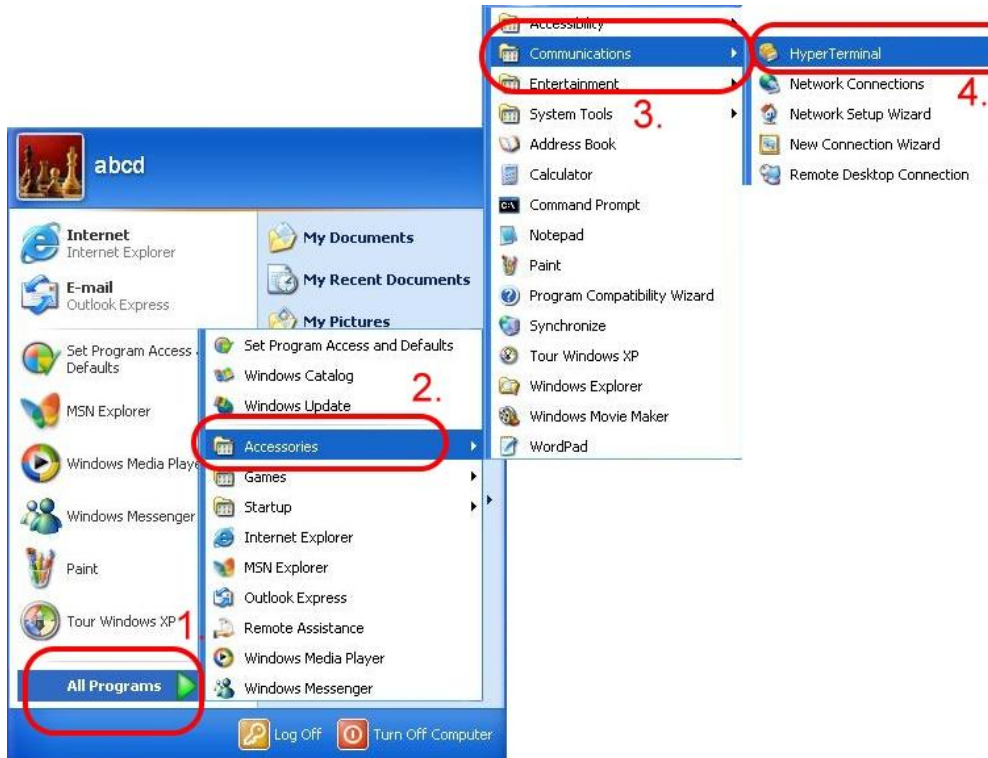 abcd
Internet
Internet Explorer
E-mail
Outlook Express
Set Program Access
Defaults
MSN Explorer
Windows Media Playe
Windows Messenger
Paint
Tour Windows XP
1.
All Programs
My Documents
My Recent Documents
My Pictures
Log Off
Turn Off Computer
Set Program Access and Defaults
Windows Catalog
Windows Update
2.
Accessories
Games
Startup
Internet Explorer
MSN Explorer
Outlook Express
Remote Assistance
Windows Media Player
Windows Messenger
Accessibility
Communications
Entertainment
System Tools
3.
Address Book
Calculator
C:\
Command Prompt
Notepad
Paint
Program Compatibility Wizard
Synchronize
Tour Windows XP
Windows Explorer
Windows Movie Maker
WordPad
HyperTerminal
4.
Network Connections
Network Setup Wizard
New Connection Wizard
Remote Desktop Connection